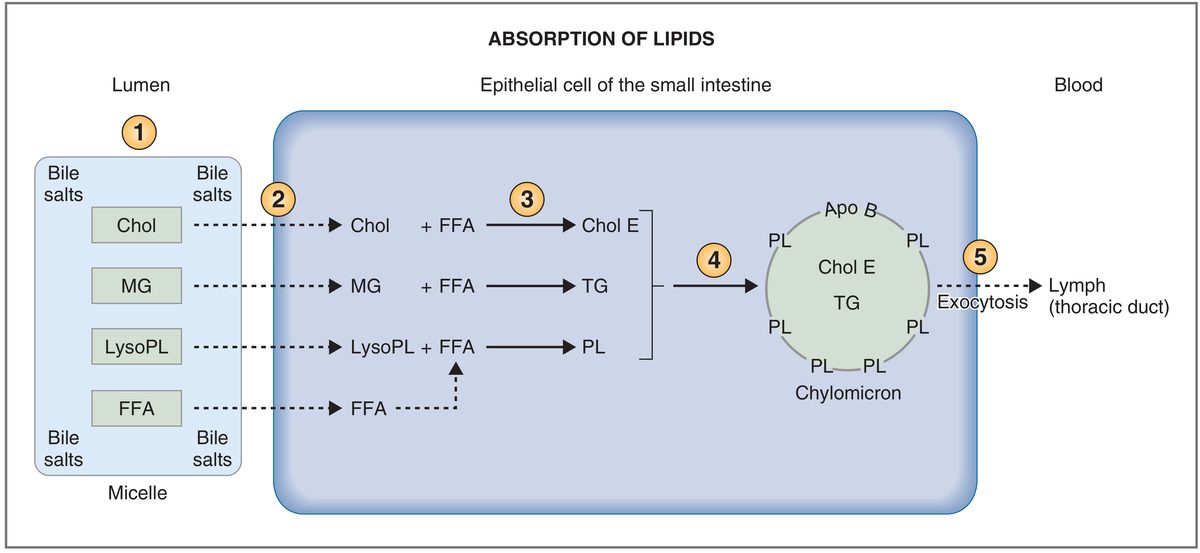 ABSORPTION OF LIPIDS
Lumen
Epithelial cell of the small intestine
Blood
1
Bile
salts
Bile
salts
2
3
Chol
Chol + FFA
Chol E
MG
MG + FFA
TG
LysoPL
LysoPL + FFA
PL
FFA
FFA
Bile
salts
Bile
salts
Micelle
4
Apo B
PL
PL
Chol E
TG
PL
PL
PL
PL
Chylomicron
5
Exocytosis
Lymph
(thoracic duct)